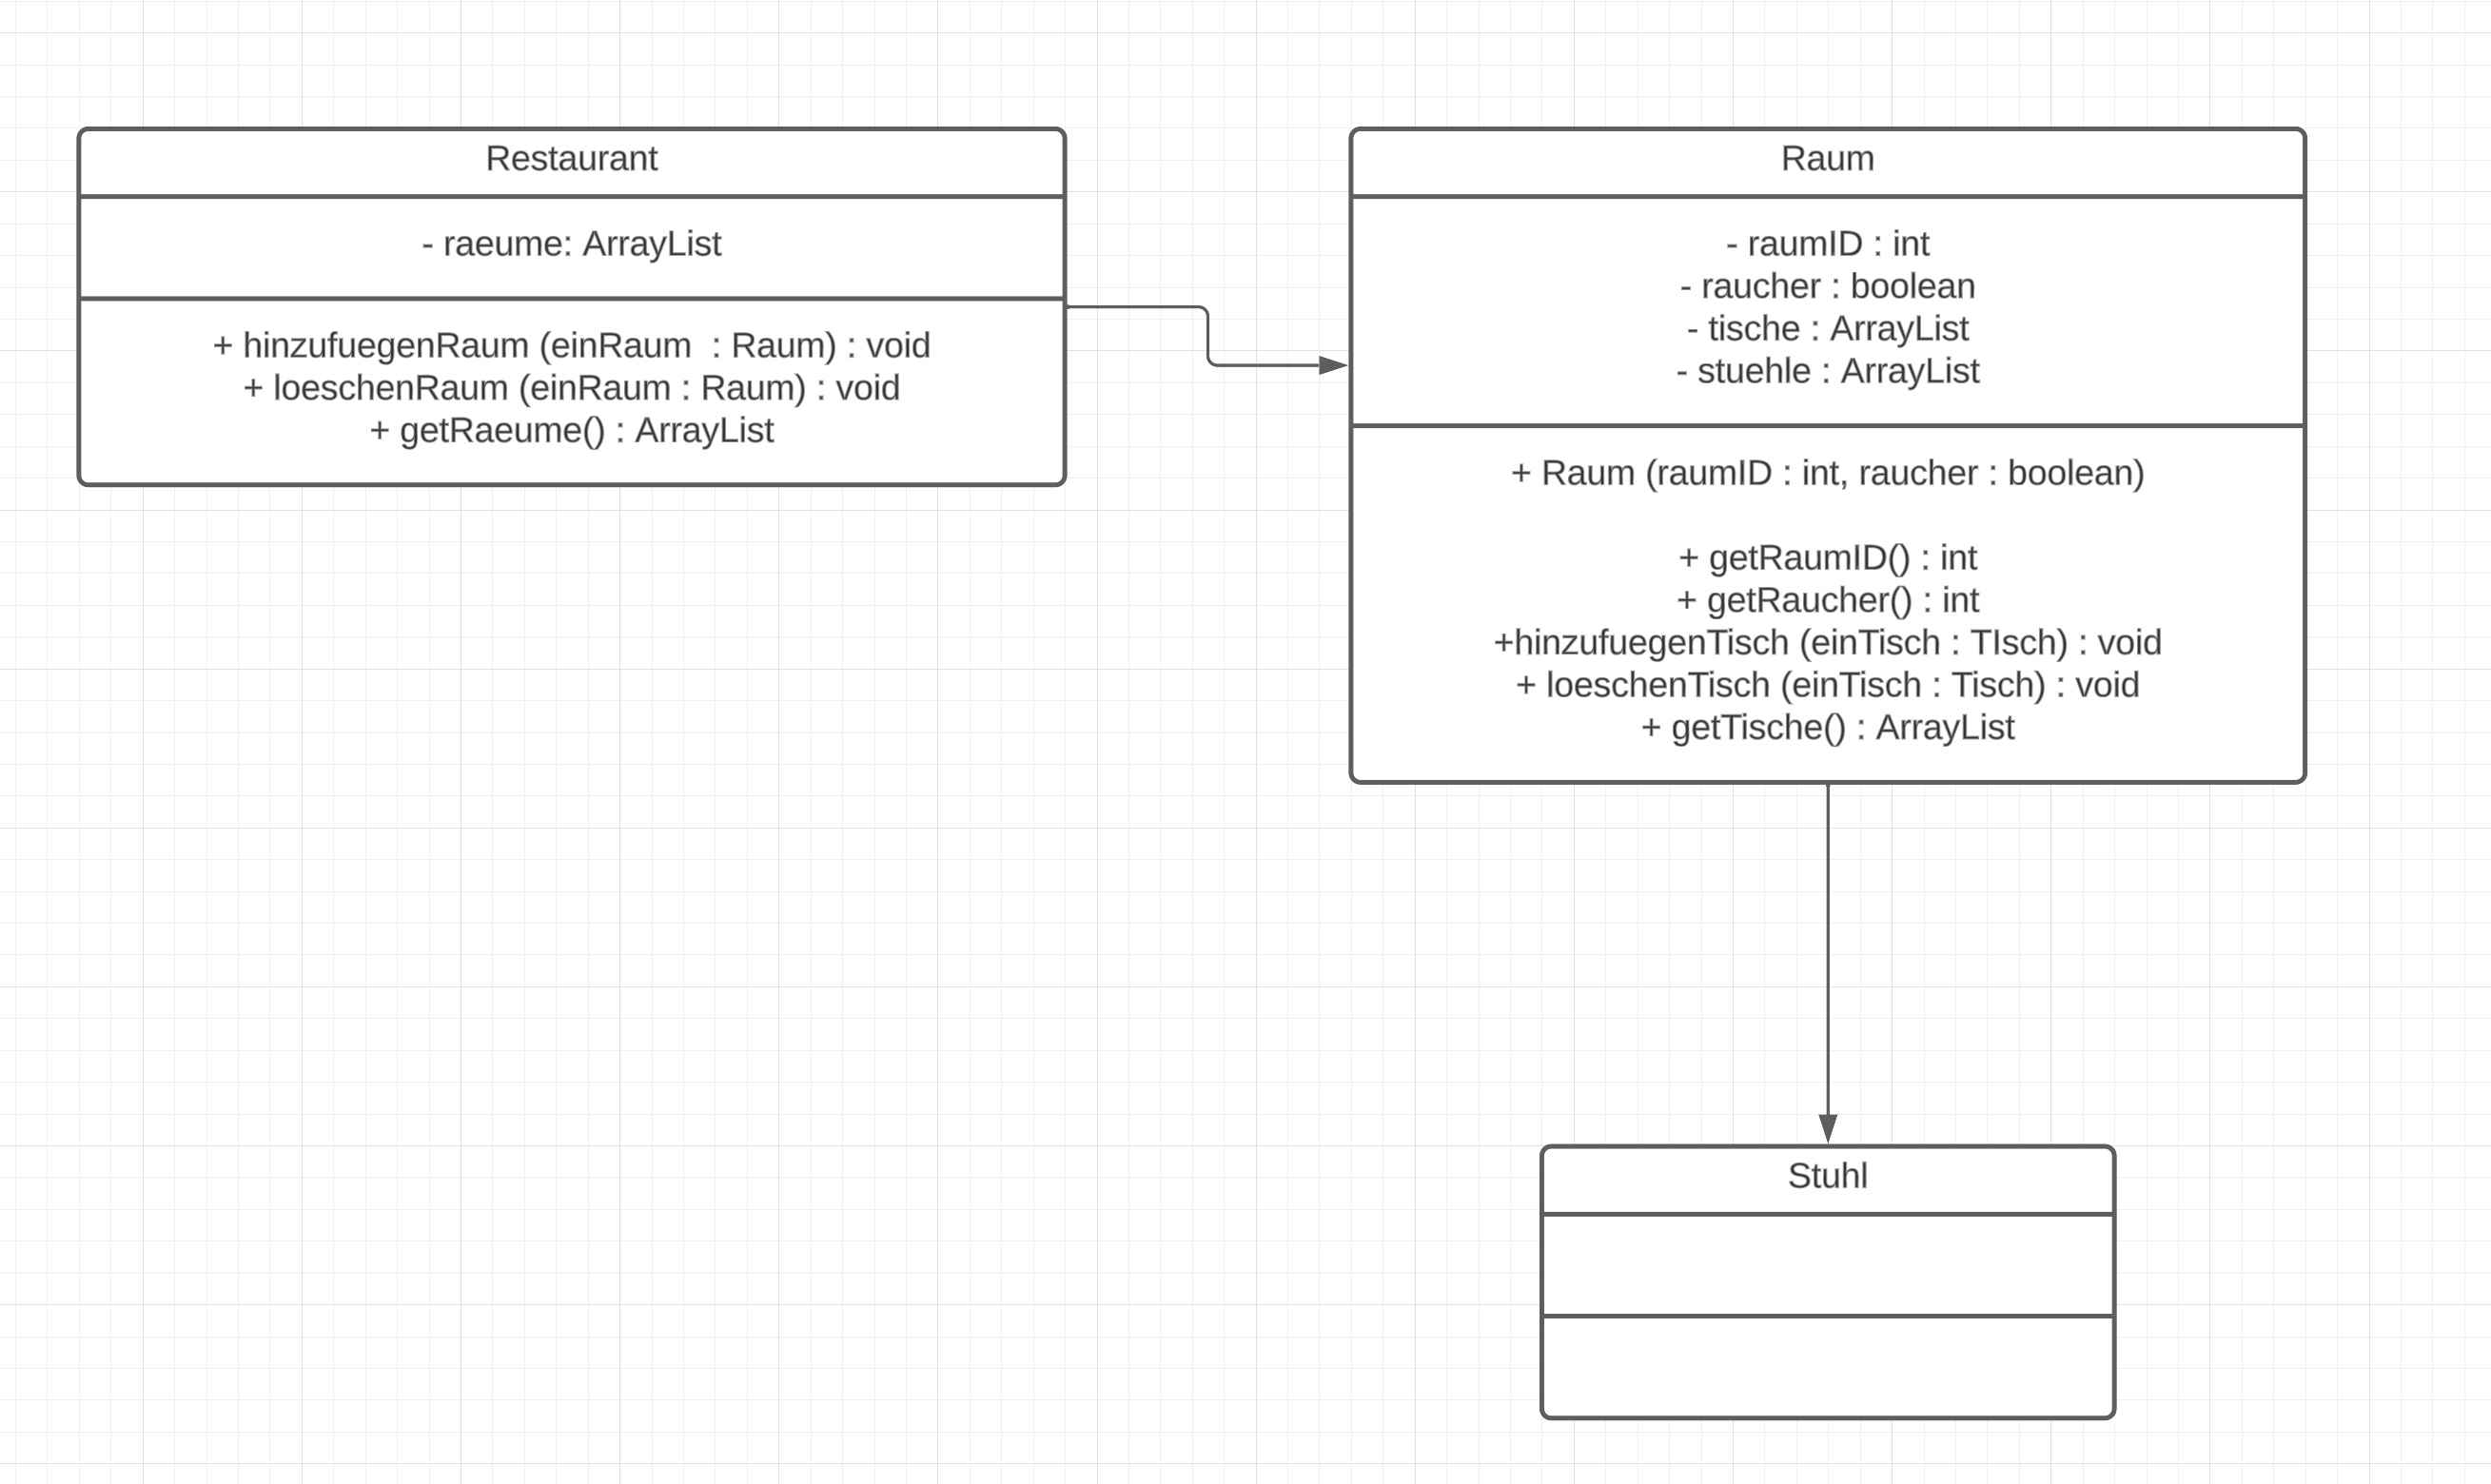 Restaurant
- raeume: ArrayList
+ hinzufuegenRaum (einRaum  : Raum) : void
+ loeschenRaum (einRaum : Raum) : void
+ getRaeume() : ArrayList
Raum
- raumID : int
- raucher : boolean
- tische : ArrayList
- stuehle : ArrayList
+ Raum (raumID : int, raucher : boolean)
+ getRaumID() : int
+ getRaucher() : int
+hinzufuegenTisch (einTisch : TIsch) : void
+ loeschenTisch (einTisch : Tisch) : void
+ getTische() : ArrayList
Stuhl